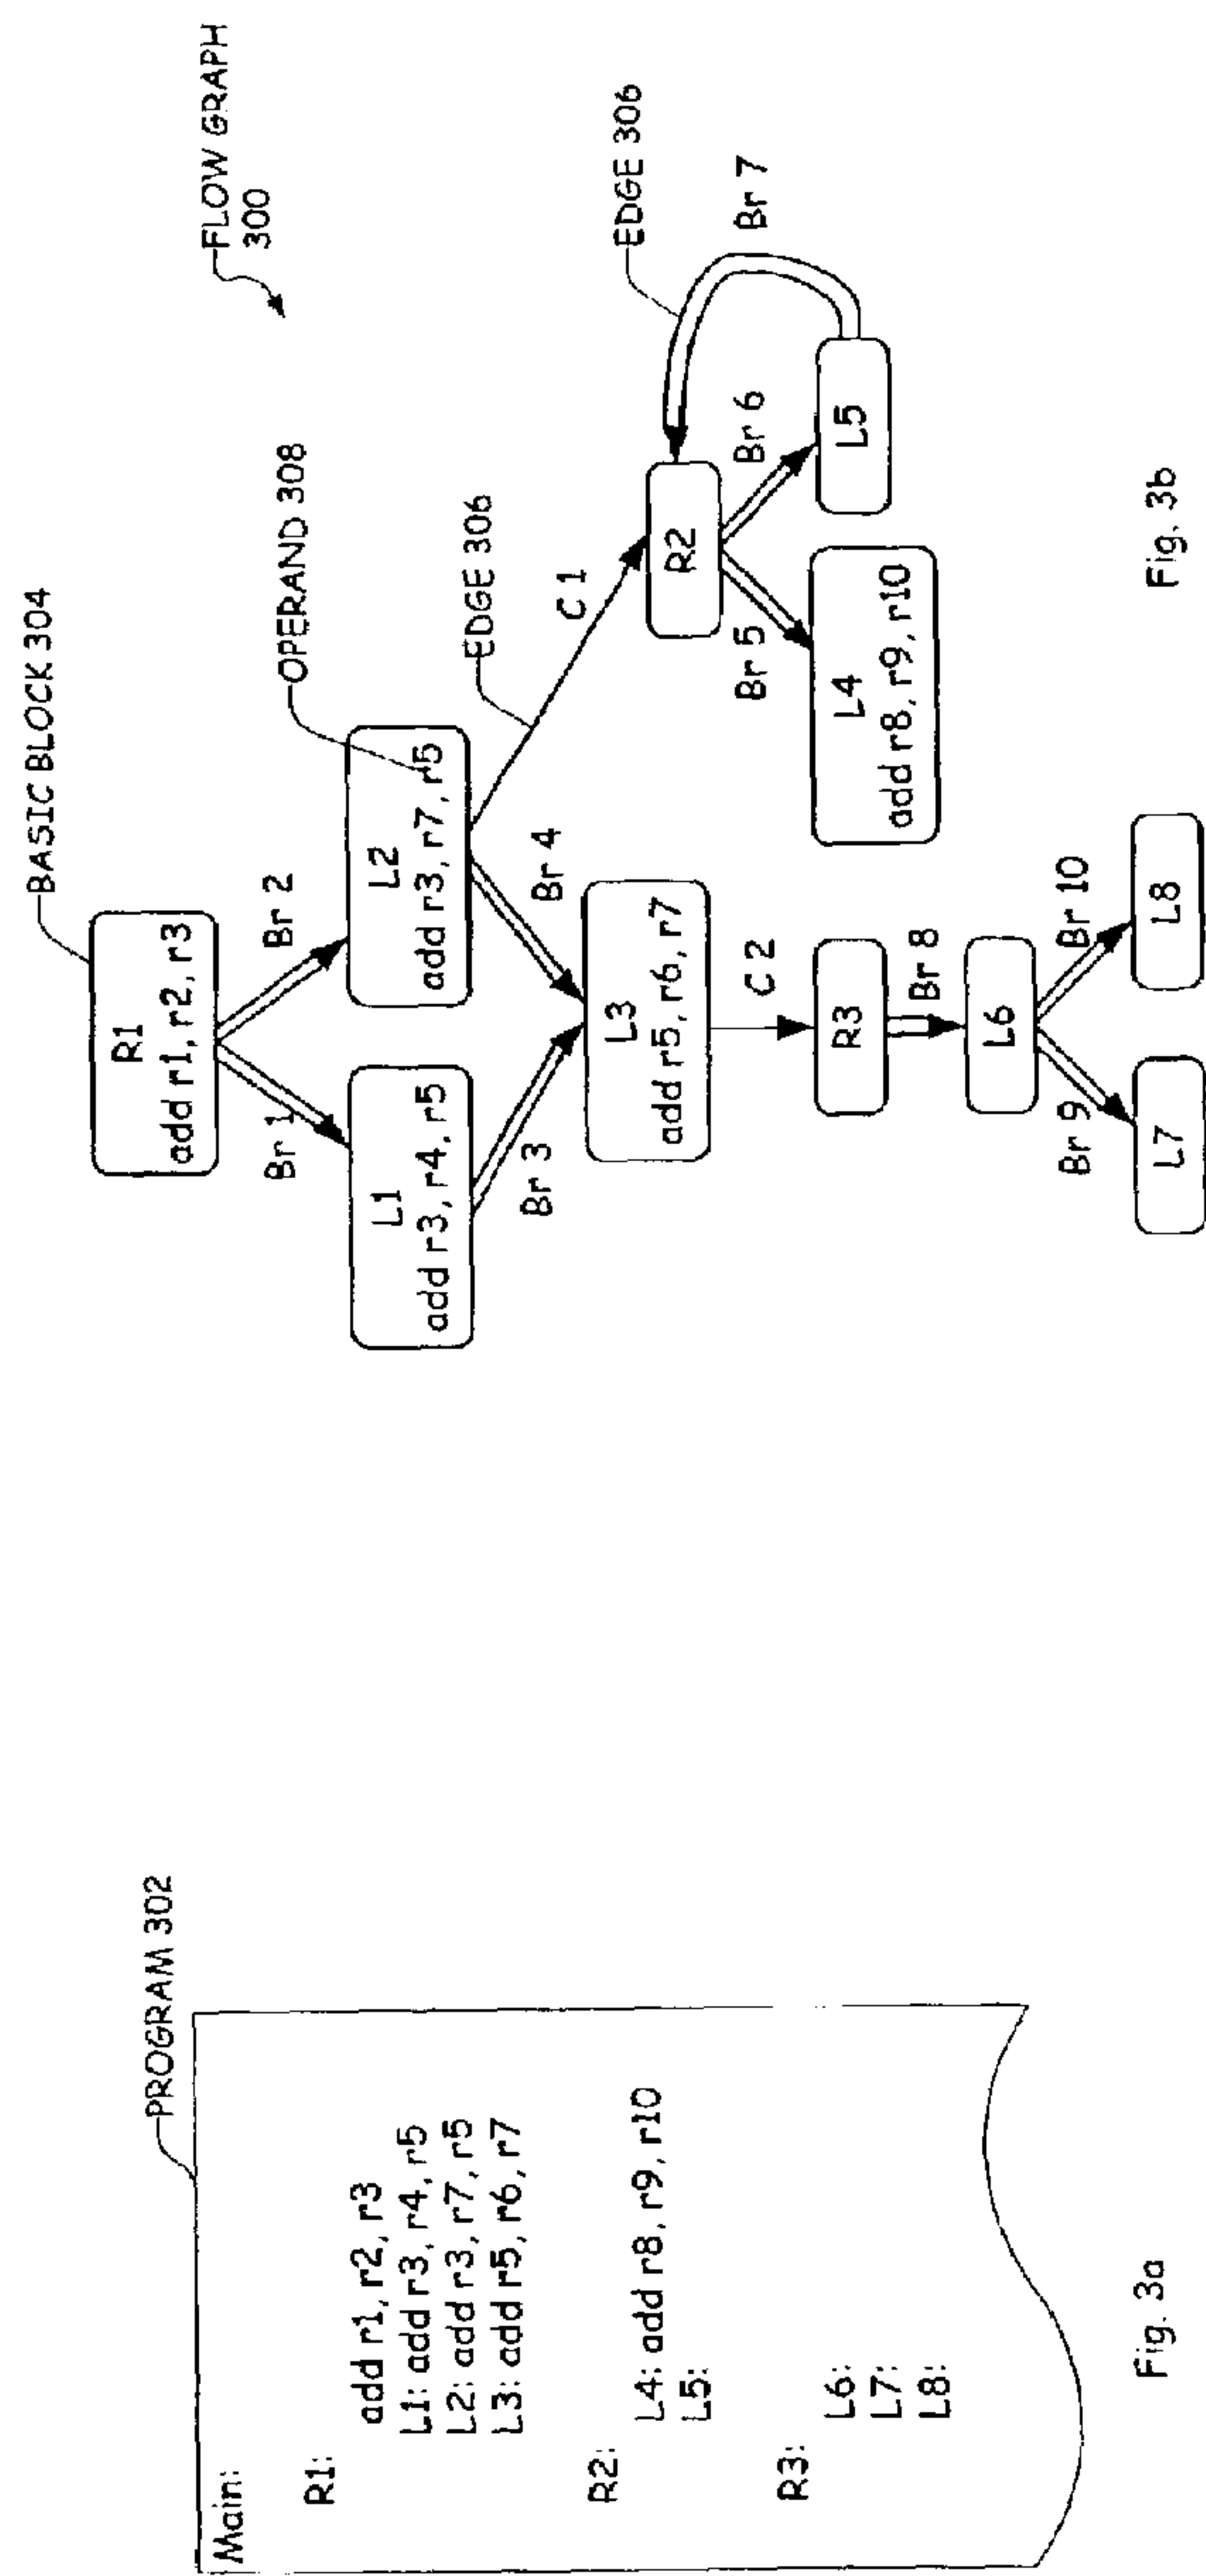 PROGRAM 302
Main:
R1:
add r1, r2, r3
L1: add r3, r4, r5
L2: add r3, r7, r5
L3: add r5, r6, r7
R2:
L4: add r8, r9, r10
L5:
R3:
L6:
L7:
L8:
Fig. 3a
FLOW GRAPH
300
BASIC BLOCK 304
R1
add r1, r2, r3
Br 1
Br 2
OPERAND 308
L1
add r3, r4, r5
L2
add r3, r7, r5
EDGE 306
EDGE 306
Br 3
Br 4
C 1
Br 7
L3
add r5, r6, r7
R2
C 2
Br 5
Br 6
R3
L4
add r8, r9, r10
L5
Br 8
L6
Br 9
Br 10
L7
L8
Fig. 3b